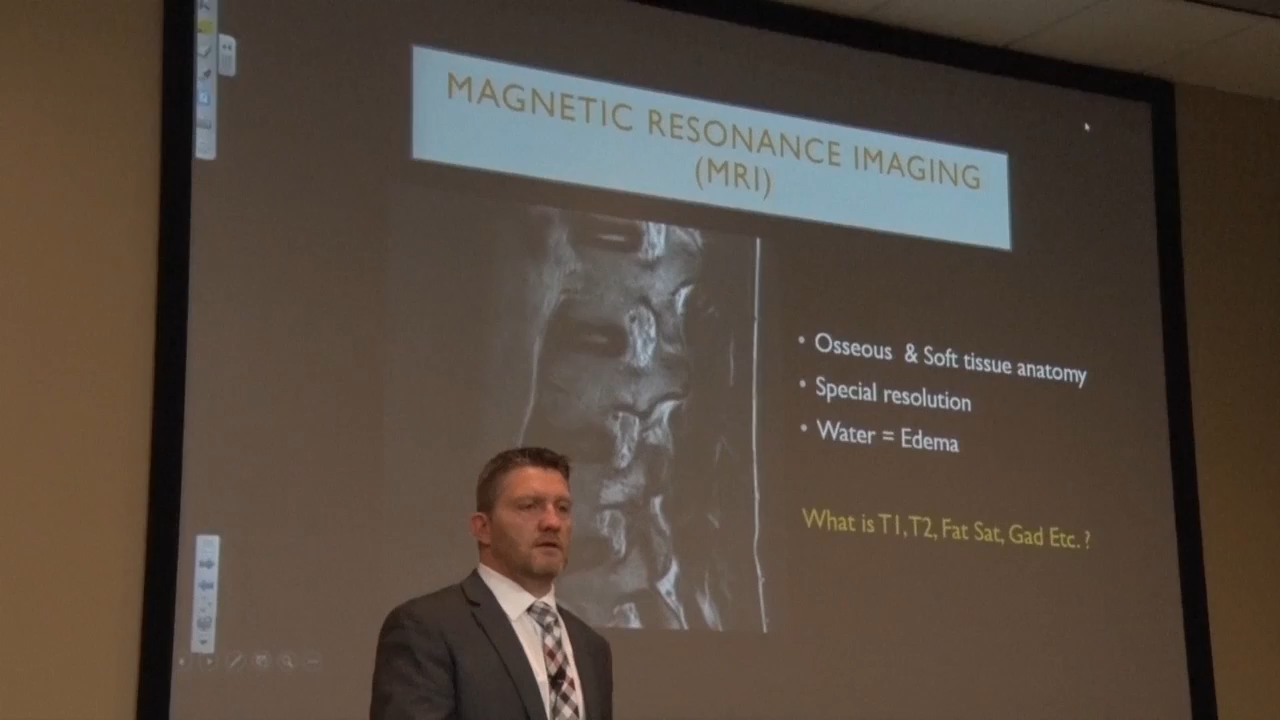 MAGNETIC RESONANCE IMAGING
(MRI)
• Osseous & Soft tissue anatomy
• Special resolution
• Water = Edema
What is T1, T2, Fat Sat, Gad Etc. ?